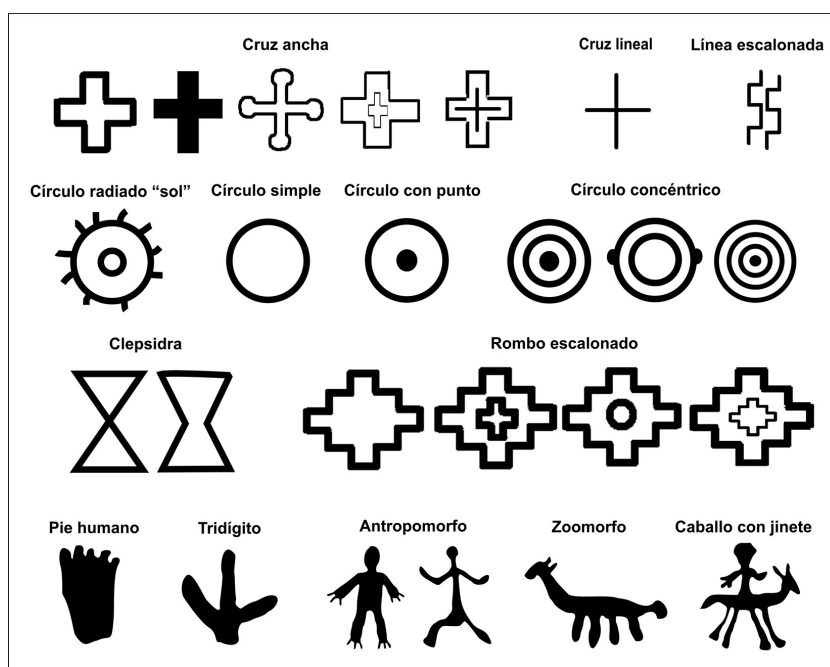 Cruz ancha
Cruz lineal
Línea escalonada
Círculo radiado “sol”
Círculo simple
Círculo con punto
Círculo concéntrico
Clepsidra
Rombo escalonado
Pie humano
Tridígito
Antropomorfo
Zoomorfo
Caballo con jinete